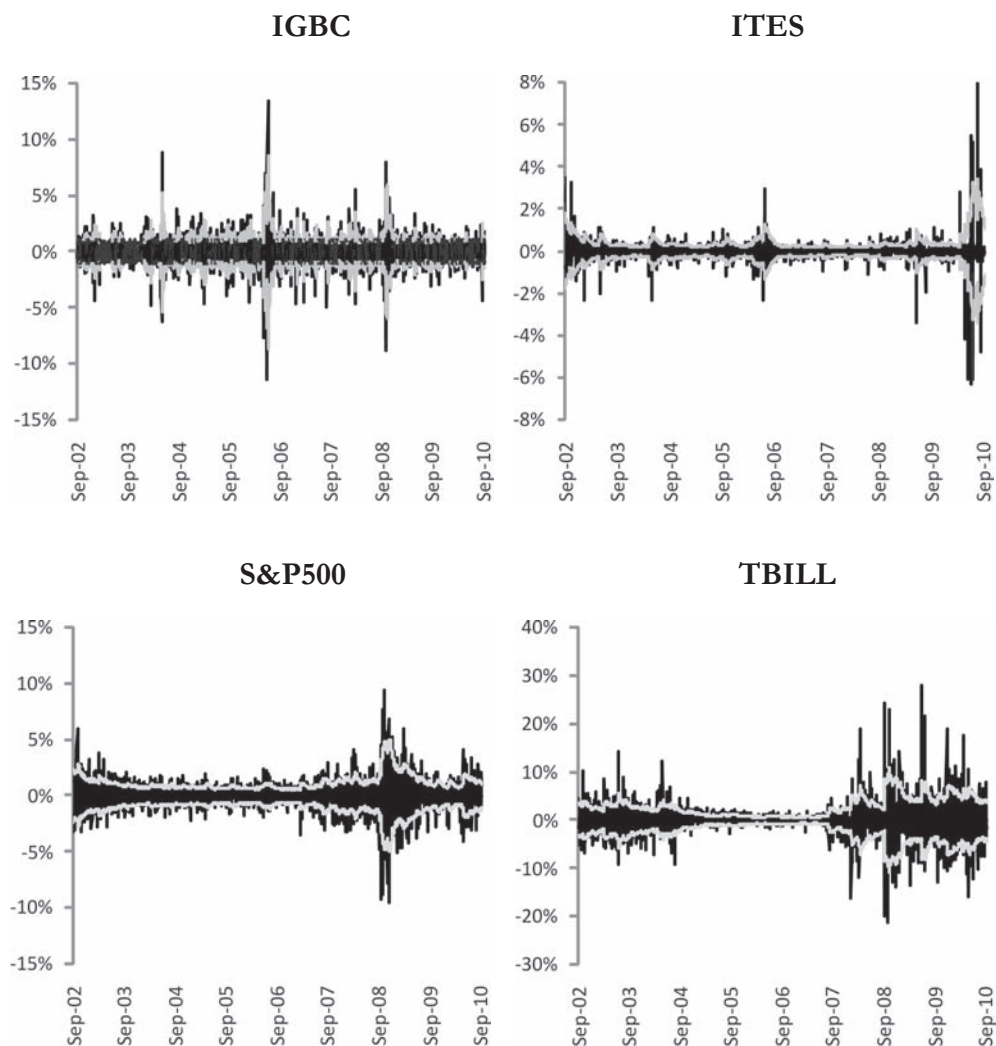 IGBC
15%
10%
5%
0%
-5%
-10%
-15%
Sep-02
Sep-03
Sep-04
Sep-05
Sep-06
Sep-07
Sep-08
Sep-09
Sep-10
ITES
8%
6%
4%
2%
0%
-2%
-4%
-6%
-8%
Sep-02
Sep-03
Sep-04
Sep-05
Sep-06
Sep-07
Sep-08
Sep-09
Sep-10
S&P500
15%
10%
5%
0%
-5%
-10%
-15%
Sep-02
Sep-03
Sep-04
Sep-05
Sep-06
Sep-07
Sep-08
Sep-09
Sep-10
TBILL
40%
30%
20%
10%
0%
-10%
-20%
-30%
Sep-02
Sep-03
Sep-04
Sep-05
Sep-06
Sep-07
Sep-08
Sep-09
Sep-10